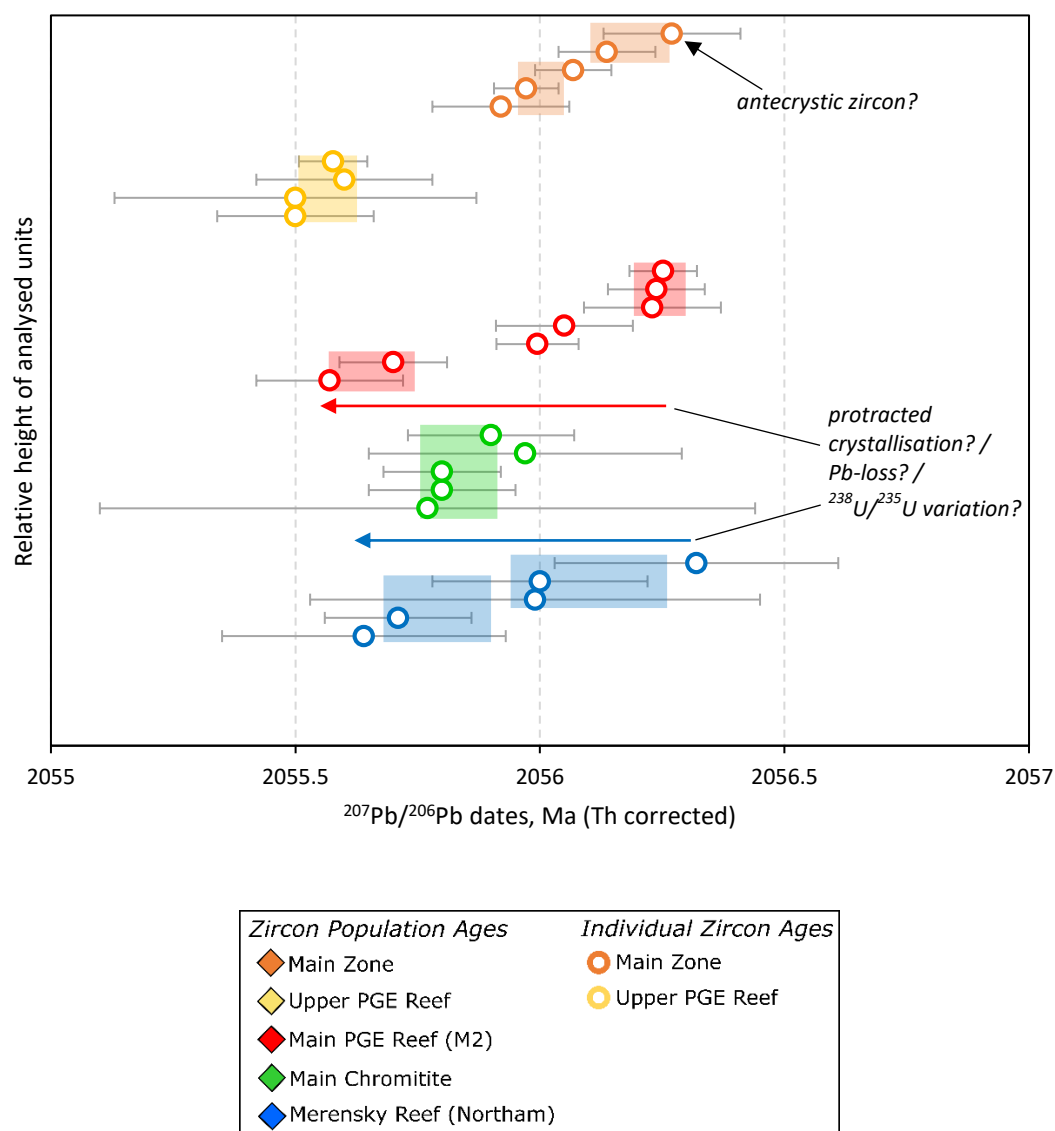 antecrystic zircon?
Relative height of analysed units
protracted
crystallisation? /
Pb-loss? /
²³⁸U/²³⁵U variation?
2055 2055.5 2056 2056.5 2057
²⁰⁷Pb/²⁰⁶Pb dates, Ma (Th corrected)
Zircon Population Ages
Main Zone
Upper PGE Reef
Main PGE Reef (M2)
Main Chromitite
Merensky Reef (Northam)
Individual Zircon Ages
Main Zone
Upper PGE Reef